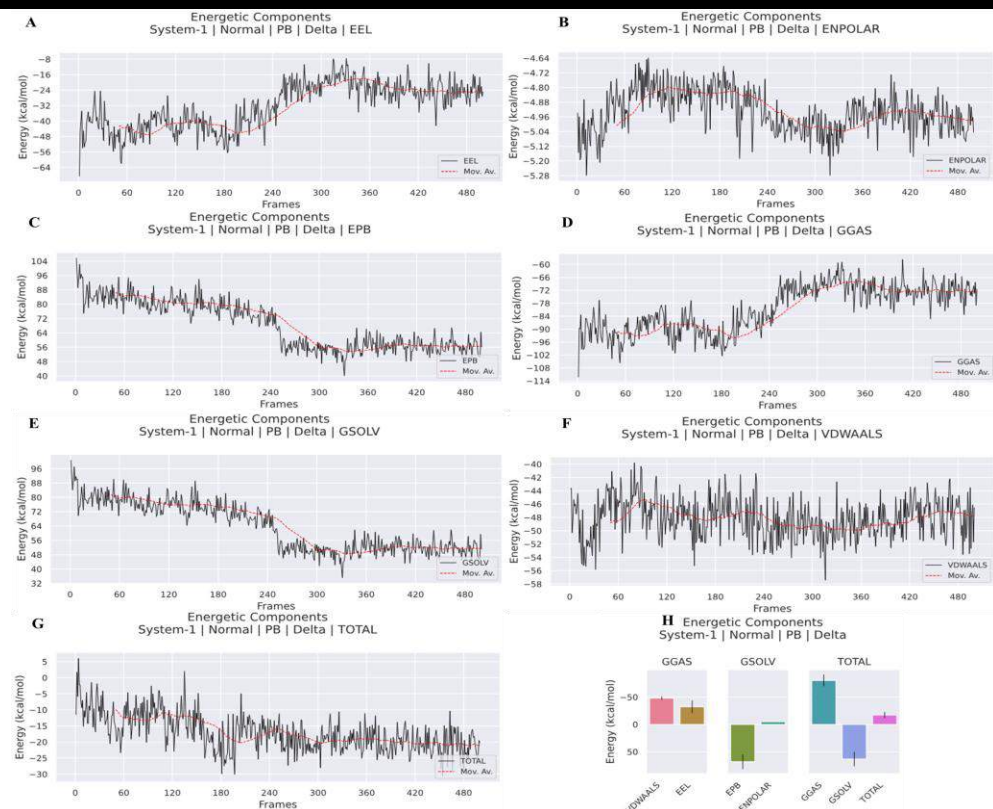 A
Energetic Components
System-1 | Normal | PB | Delta | EEL
Energy (kcal/mol)
−8
−16
−24
−32
−40
−48
−56
−64
EEL
Mov. Av.
0 60 120 180 240 300 360 420 480
Frames
B
Energetic Components
System-1 | Normal | PB | Delta | ENPOLAR
Energy (kcal/mol)
−4.64
−4.72
−4.80
−4.88
−4.96
−5.04
−5.12
−5.20
−5.28
ENPOLAR
Mov. Av.
0 60 120 180 240 300 360 420 480
Frames
C
Energetic Components
System-1 | Normal | PB | Delta | EPB
Energy (kcal/mol)
104
96
88
80
72
64
56
48
40
EPB
Mov. Av.
0 60 120 180 240 300 360 420 480
Frames
D
Energetic Components
System-1 | Normal | PB | Delta | GGAS
Energy (kcal/mol)
−60
−66
−72
−78
−84
−90
−96
−102
−108
−114
GGAS
Mov. Av.
0 60 120 180 240 300 360 420 480
Frames
E
Energetic Components
System-1 | Normal | PB | Delta | GSOLV
Energy (kcal/mol)
96
88
80
72
64
56
48
40
32
GSOLV
Mov. Av.
0 60 120 180 240 300 360 420 480
Frames
F
Energetic Components
System-1 | Normal | PB | Delta | VDWAALS
Energy (kcal/mol)
−40
−42
−44
−46
−48
−50
−52
−54
−56
−58
VDWAALS
Mov. Av.
0 60 120 180 240 300 360 420 480
Frames
G
Energetic Components
System-1 | Normal | PB | Delta | TOTAL
Energy (kcal/mol)
5
0
−5
−10
−15
−20
−25
−30
TOTAL
Mov. Av.
0 60 120 180 240 300 360 420 480
Frames
H
Energetic Components
System-1 | Normal | PB | Delta
GGAS GSOLV TOTAL
Energy (kcal/mol)
−50
0
50
VDWAALS EEL EPB ENPOLAR GGAS GSOLV TOTAL